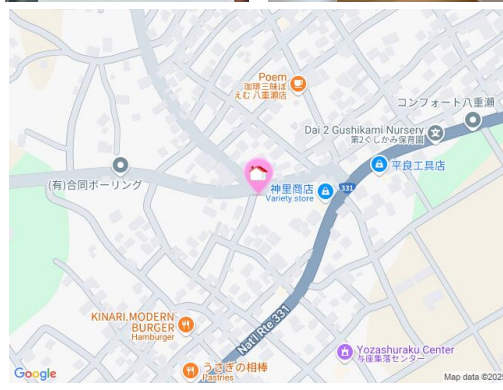 Poem
珈琲三昧ぽ
えむ 八重瀬店
コンフォート八重瀬
Dai 2 Gushikami Nursery
第2ぐしかみ保育園
平良工具店
(有)合同ボーリング
神里商店
Variety store
331
KINARI.MODERN
BURGER
Hamburger
Nat'l Rte 331
Yozashuraku Center
与座集落センター
うさぎの相棒
Pastries
Google
Map data ©202